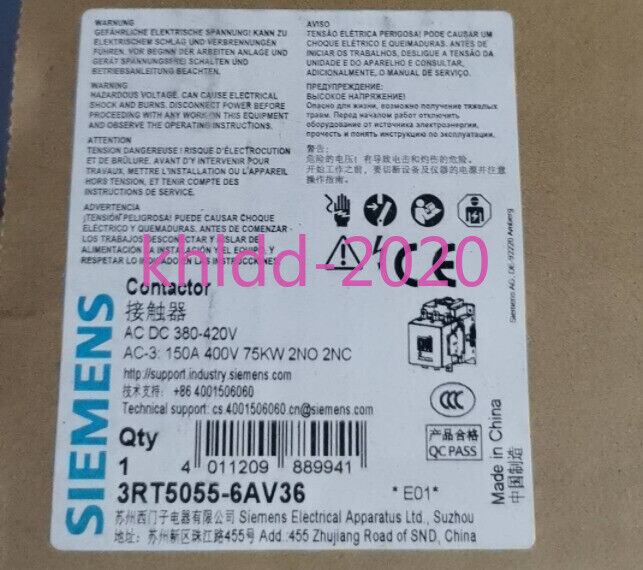 WARNUNG
GEFÄHRLICHE ELEKTRISCHE SPANNUNG! KANN ZU
ELEKTRISCHEM SCHLAG UND VERBRENNUNGEN
FÜHREN. VOR BEGINN DER ARBEITEN ANLAGE UND
GERÄT SPANNUNGSFREI SCHALTEN UND
BETRIEBSANLEITUNG BEACHTEN.
WARNING
HAZARDOUS VOLTAGE. CAN CAUSE ELECTRICAL
SHOCK AND BURNS. DISCONNECT POWER BEFORE
PROCEEDING WITH ANY WORK ON THIS EQUIPMENT
AND OBSERVE THE OPERATING INSTRUCTIONS.
ATTENTION
TENSION DANGEREUSE ! RISQUE D'ÉLECTROCUTION
ET DE BRÛLURE. AVANT D'Y INTERVENIR POUR
TRAVAUX, METTRE L'INSTALLATION OU L'APPAREIL
HORS TENSION, ET TENIR COMPTE DES
INSTRUCTIONS DE SERVICE.
ADVERTENCIA
¡TENSIÓN PELIGROSA! PUEDE CAUSAR CHOQUE
ELÉCTRICO Y QUEMADURAS. ANTES DE COMENZAR
LOS TRABAJOS DESCONECTAR Y AISLAR DE
ALIMENTACIÓN LA INSTALACIÓN Y EL EQUIPO, Y
RESPETAR LO INDICADO EN LAS INSTRUCCIONES.
AVISO
TENSÃO ELÉTRICA PERIGOSA! PODE CAUSAR UM
CHOQUE ELÉTRICO E QUEIMADURAS. ANTES DE
INICIAR OS TRABALHOS, DESLIGUE A TENSÃO DA
UNIDADE E DO APARELHO E CONSULTAR,
ADICIONALMENTE, O MANUAL DE SERVIÇO.
ПРЕДУПРЕЖДЕНИЕ:
ВЫСОКОЕ НАПРЯЖЕНИЕ!
Опасно для жизни, возможно получение тяжелых
травм. Перед началом работ отключить
оборудование от источника электроэнергии,
прочесть и понять инструкцию по эксплуатации.
警告:
危险的电压! 有导致电击和灼伤的危险。
开始工作之前，要切断设备及仪器的电源并注意
操作指南!
CE
khldd-2020
Siemens AG, DE-92220 Amberg
SIEMENS
Contactor
接触器
AC DC 380-420V
AC-3: 150A 400V 75KW 2NO 2NC
http://support.industry.siemens.com
技术支持: +86 4001506060
Technical support: cs.4001506060.cn@siemens.com
CCC
产品合格
QC PASS
Made in China
中国制造
Qty
1
4 011209 889941
3RT5055-6AV36
*E01*
苏州西门子电器有限公司 Siemens Electrical Apparatus Ltd., Suzhou
地址: 苏州新区珠江路455号 Add.:455 Zhujiang Road of SND, China